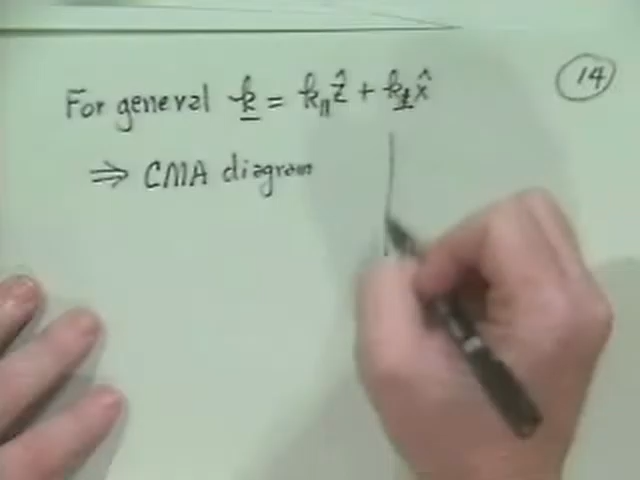 14
For general k = k∥ẑ + k⊥x̂
⇒ CMA diagram